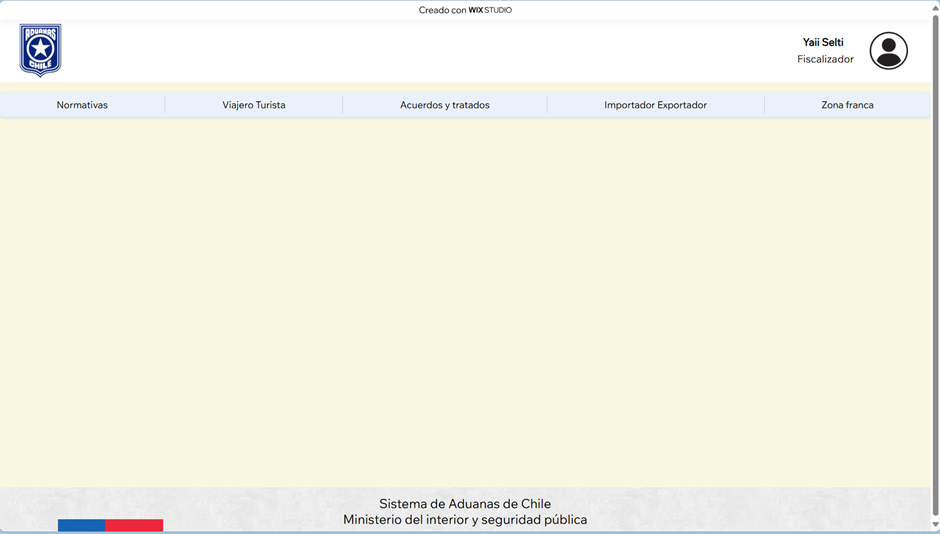 Creado con WIX STUDIO
ADUANAS
CHILE
Yaii Selti
Fiscalizador
Normativas
Viajero Turista
Acuerdos y tratados
Importador Exportador
Zona franca
Sistema de Aduanas de Chile
Ministerio del interior y seguridad pública